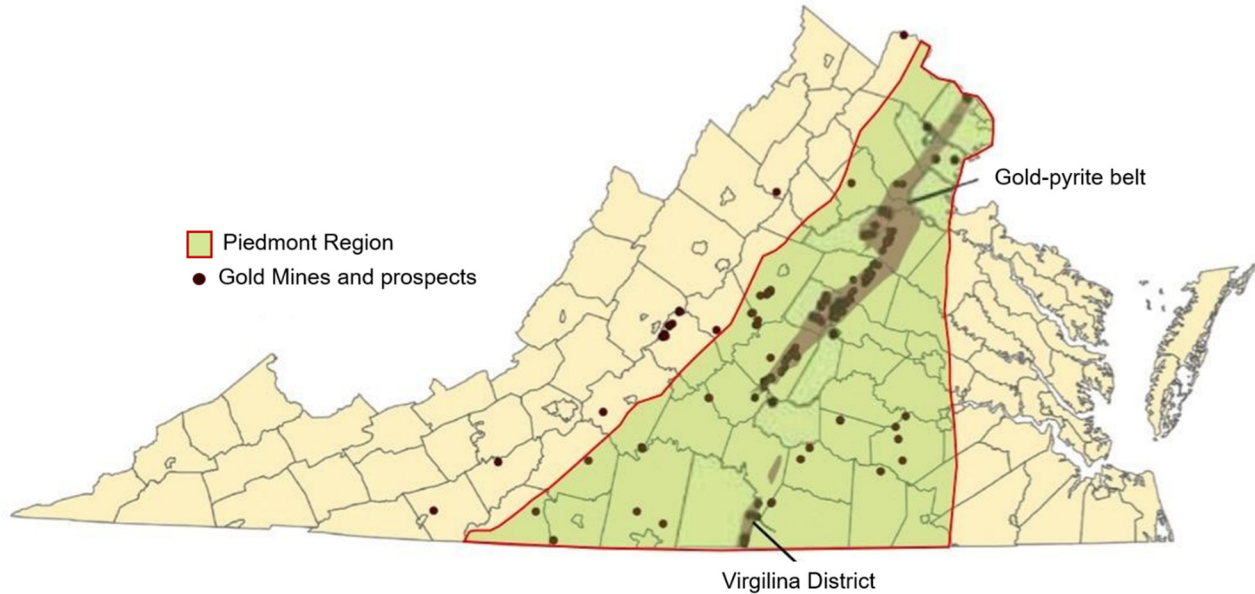 Gold-pyrite belt
Piedmont Region
Gold Mines and prospects
Virgilina District